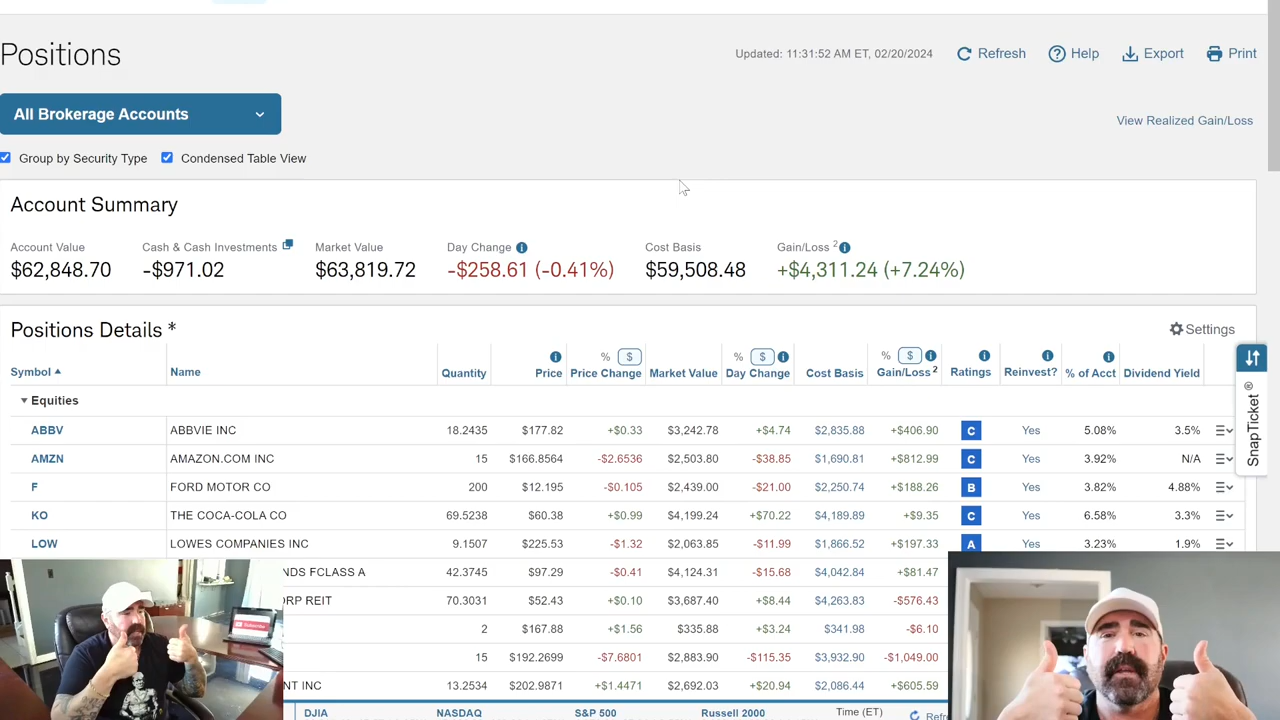 Positions
Updated: 11:31:52 AM ET, 02/20/2024
Refresh
Help
Export
Print
All Brokerage Accounts
View Realized Gain/Loss
Group by Security Type
Condensed Table View
Account Summary
Account Value Cash & Cash Investments Market Value Day Change Cost Basis Gain/Loss 2
$62,848.70 -$971.02 $63,819.72 -$258.61 (-0.41%) $59,508.48 +$4,311.24 (+7.24%)
Positions Details *
Settings
% $ % $ % $
Symbol Name Quantity Price Price Change Market Value Day Change Cost Basis Gain/Loss 2 Ratings Reinvest? % of Acct Dividend Yield
Equities
ABBV ABBVIE INC 18.2435 $177.82 +$0.33 $3,242.78 +$4.74 $2,835.88 +$406.90 C Yes 5.08% 3.5%
AMZN AMAZON.COM INC 15 $166.8564 -$2.6536 $2,503.80 -$38.85 $1,690.81 +$812.99 C Yes 3.92% N/A
F FORD MOTOR CO 200 $12.195 -$0.105 $2,439.00 -$21.00 $2,250.74 +$188.26 B Yes 3.82% 4.88%
KO THE COCA-COLA CO 69.5238 $60.38 +$0.99 $4,199.24 +$70.22 $4,189.89 +$9.35 C Yes 6.58% 3.3%
LOW LOWES COMPANIES INC 9.1507 $225.53 -$1.32 $2,063.85 -$11.99 $1,866.52 +$197.33 A Yes 3.23% 1.9%
NDS FCLASS A 42.3745 $97.29 -$0.41 $4,124.31 -$15.68 $4,042.84 +$81.47
ORP REIT 70.3031 $52.43 +$0.10 $3,687.40 +$8.44 $4,263.83 -$576.43
2 $167.88 +$1.56 $335.88 +$3.24 $341.98 -$6.10
15 $192.2699 -$7.6801 $2,883.90 -$115.35 $3,932.90 -$1,049.00
NT INC 13.2534 $202.9871 +$1.4471 $2,692.03 +$20.94 $2,086.44 +$605.59
DJIA NASDAQ S&P 500 Russell 2000 Time (ET) Refr
SnapTicket ®
Subscribe